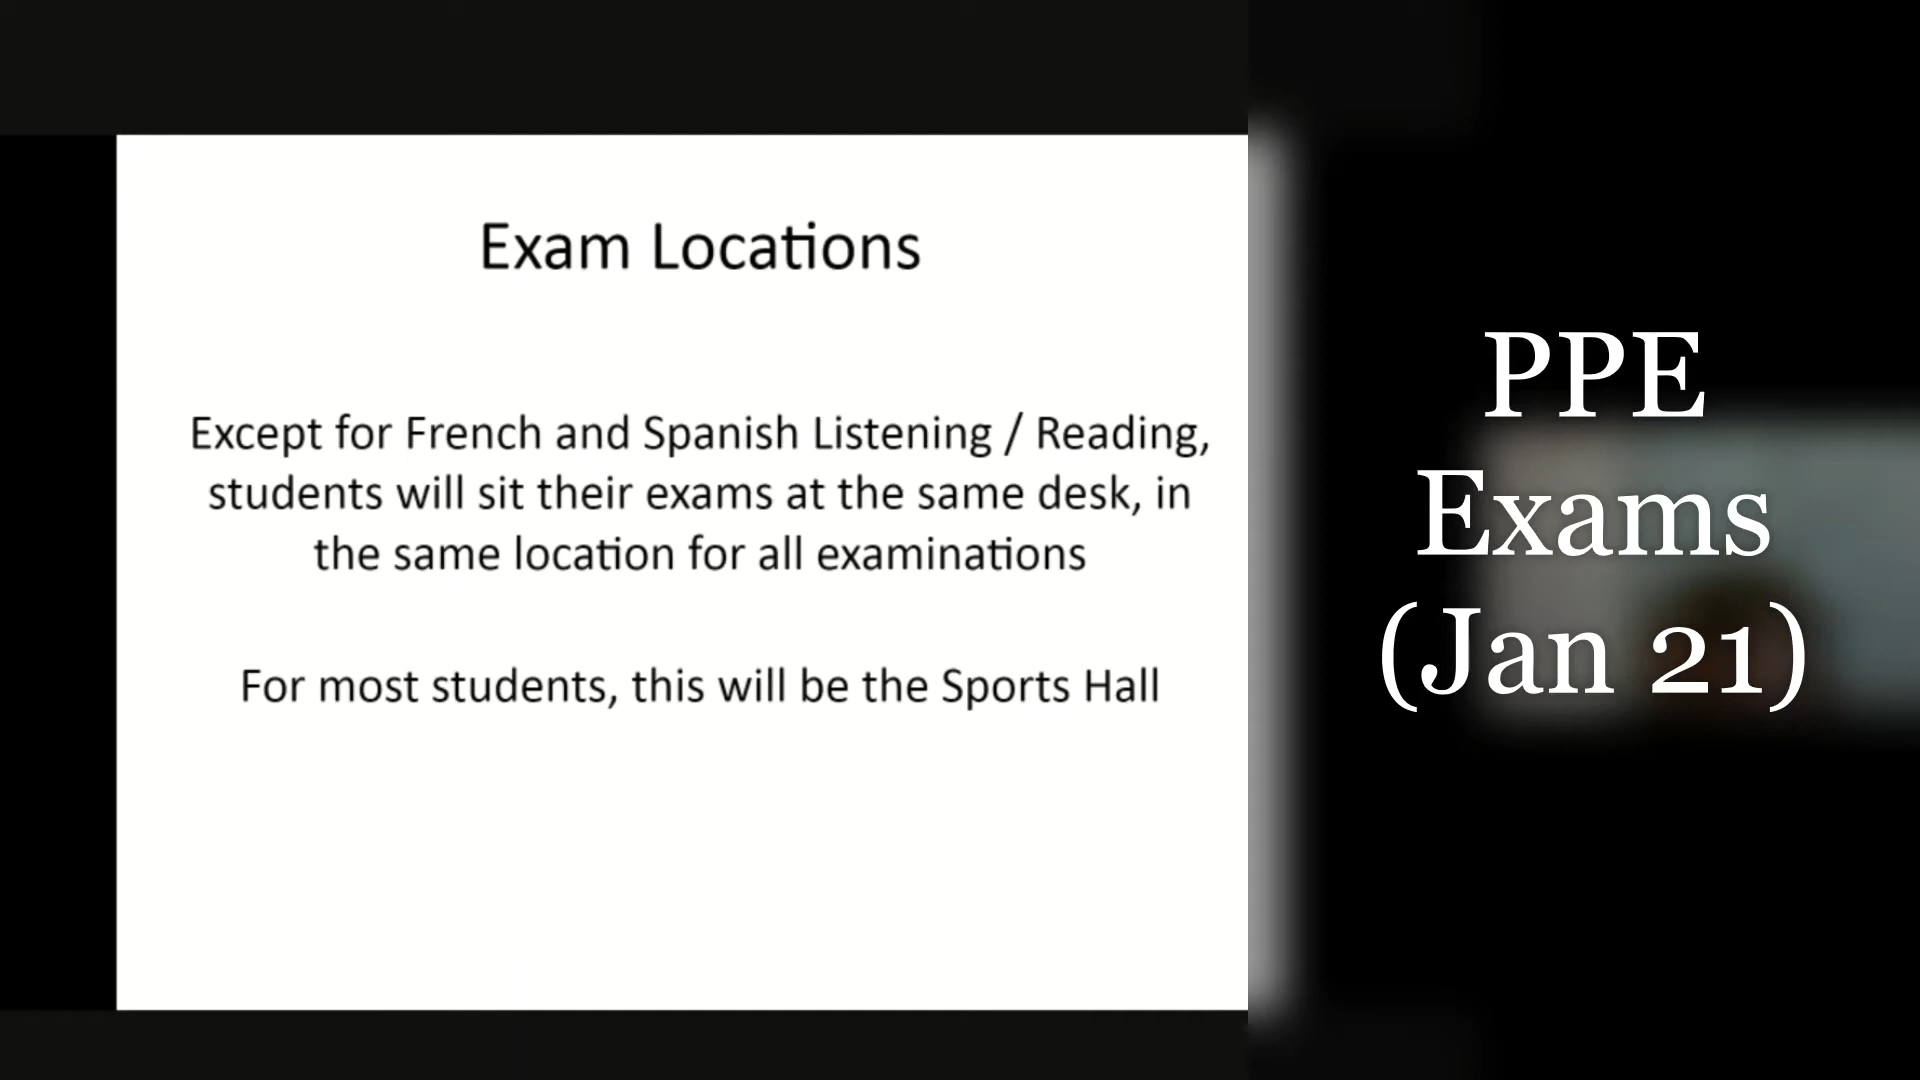 Exam Locations
Except for French and Spanish Listening / Reading,
students will sit their exams at the same desk, in
the same location for all examinations
For most students, this will be the Sports Hall
PPE
Exams
(Jan 21)